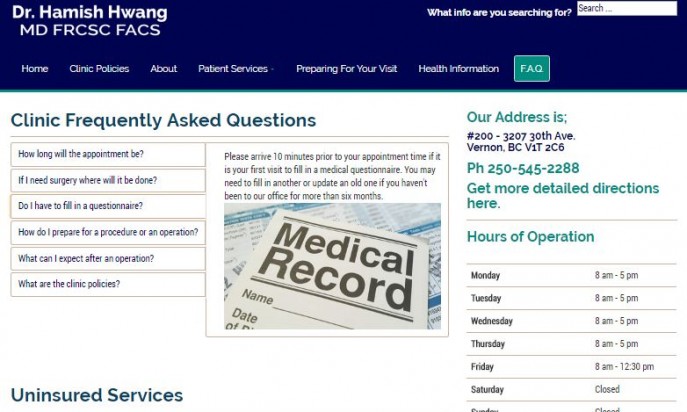 Dr. Hamish Hwang
MD FRCSC FACS
What info are you searching for?
Search ...
Home
Clinic Policies
About
Patient Services
Preparing For Your Visit
Health Information
F.A.Q.
Clinic Frequently Asked Questions
How long will the appointment be?
If I need surgery where will it be done?
Do I have to fill in a questionnaire?
How do I prepare for a procedure or an operation?
What can I expect after an operation?
What are the clinic policies?
Please arrive 10 minutes prior to your appointment time if it
is your first visit to fill in a medical questionnaire. You may
need to fill in another or update an old one if you haven't
been to our office for more than six months.
Medical
Record
Name
Date
Uninsured Services
Our Address is;
#200 - 3207 30th Ave.
Vernon, BC V1T 2C6
Ph 250-545-2288
Get more detailed directions
here.
Hours of Operation
Monday 8 am - 5 pm
Tuesday 8 am - 5 pm
Wednesday 8 am - 5 pm
Thursday 8 am - 5 pm
Friday 8 am - 12:30 pm
Saturday Closed
Sunday Closed